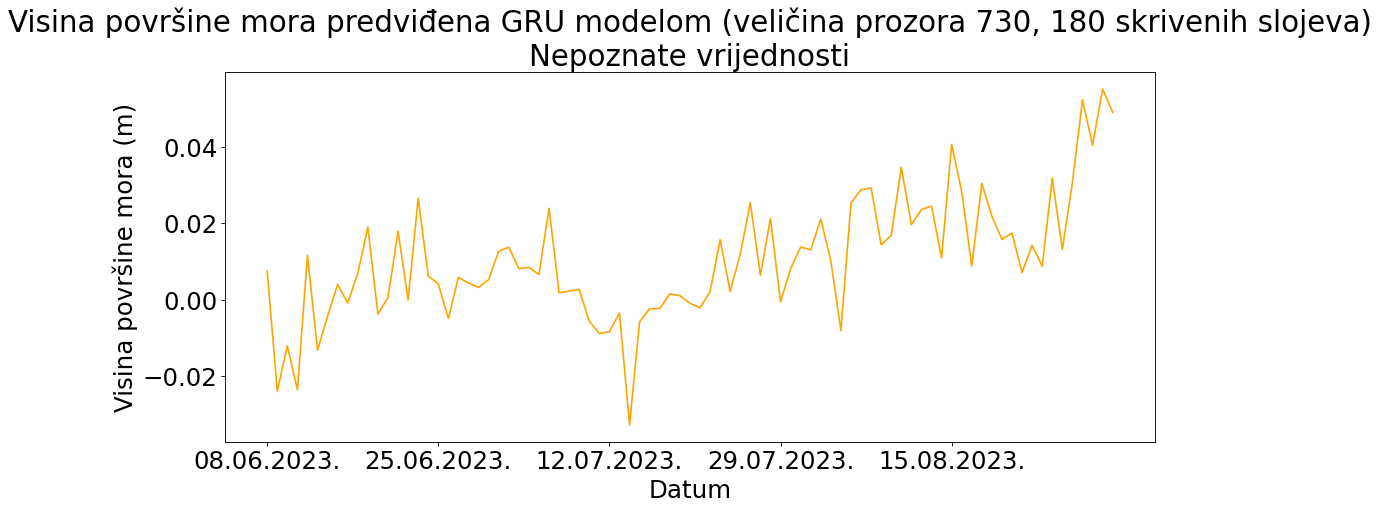 Visina površine mora predviđena GRU modelom (veličina prozora 730, 180 skrivenih slojeva)
Nepoznate vrijednosti
Visina površine mora (m)
0.04
0.02
0.00
−0.02
08.06.2023. 25.06.2023. 12.07.2023. 29.07.2023. 15.08.2023.
Datum